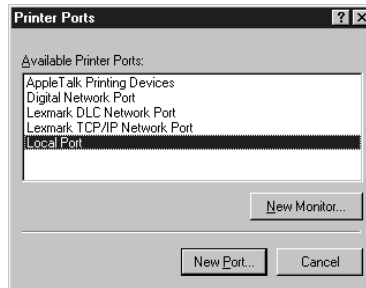 Printer Ports
Available Printer Ports:
AppleTalk Printing Devices
Digital Network Port
Lexmark DLC Network Port
Lexmark TCP/IP Network Port
Local Port
New Monitor...
New Port... Cancel